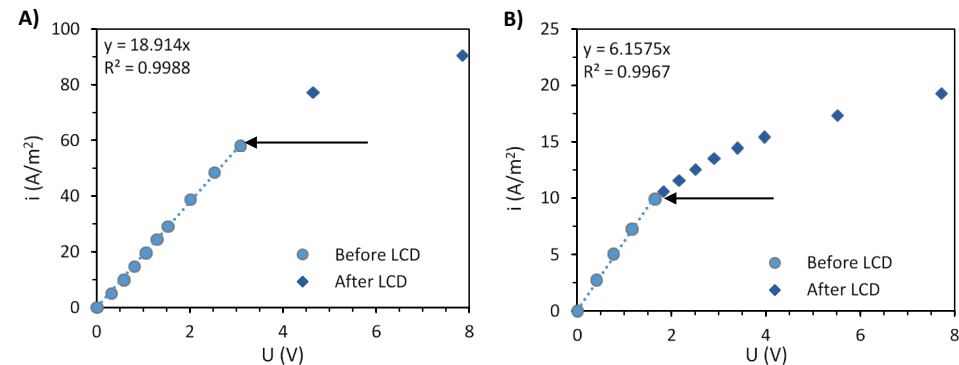 A)
y = 18.914x
R² = 0.9988
i (A/m²)
100
80
60
40
20
0
0 2 4 6 8
U (V)
Before LCD
After LCD
B)
y = 6.1575x
R² = 0.9967
i (A/m²)
25
20
15
10
5
0
0 2 4 6 8
U (V)
Before LCD
After LCD